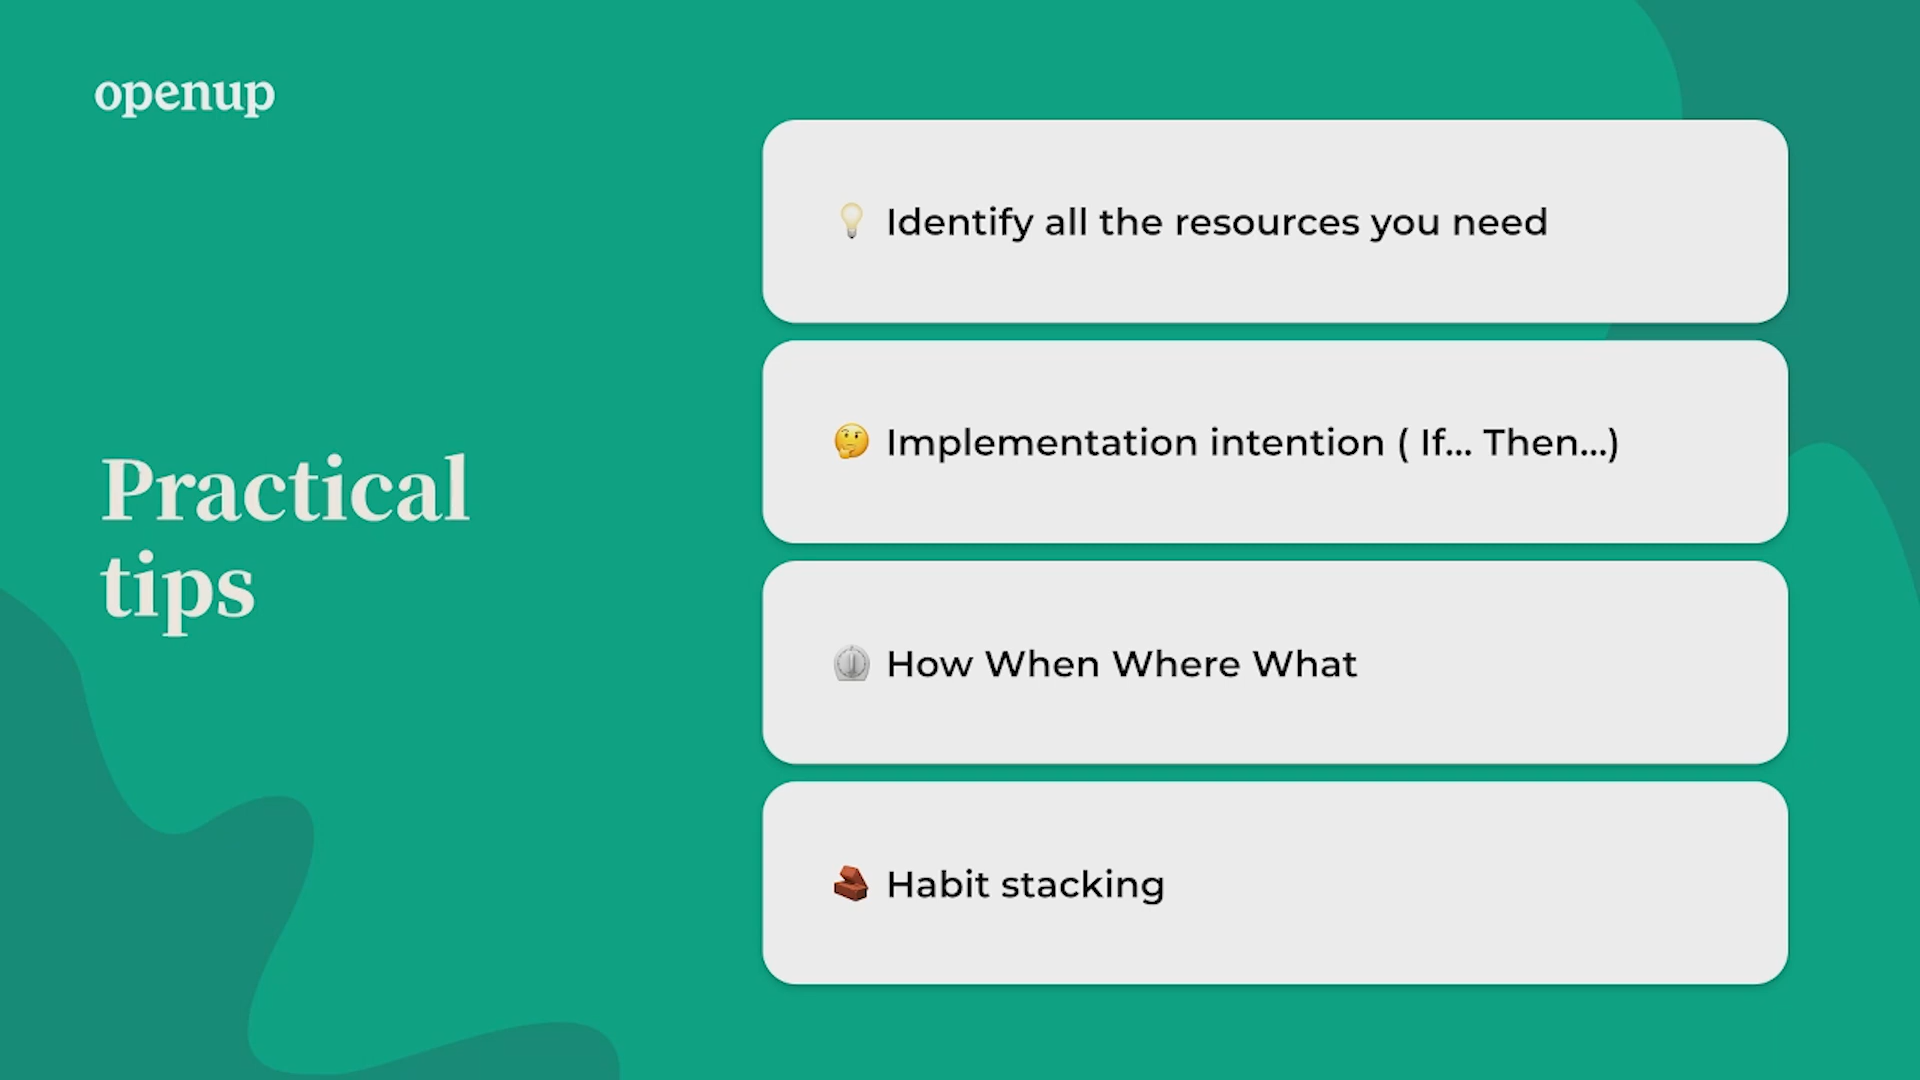 openup
Practical
tips
💡 Identify all the resources you need
🤔 Implementation intention ( If... Then...)
⏲️ How When Where What
🧱 Habit stacking